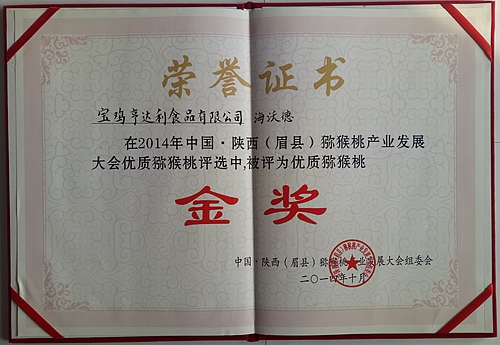 荣誉证书
宝鸡亨达利食品有限公司 海沃德
在2014年中国·陕西（眉县）猕猴桃产业发展
大会优质猕猴桃评选中,被评为优质猕猴桃
金奖
中国·陕西（眉县）猕猴桃产业发展大会组委会
二〇一四年十月